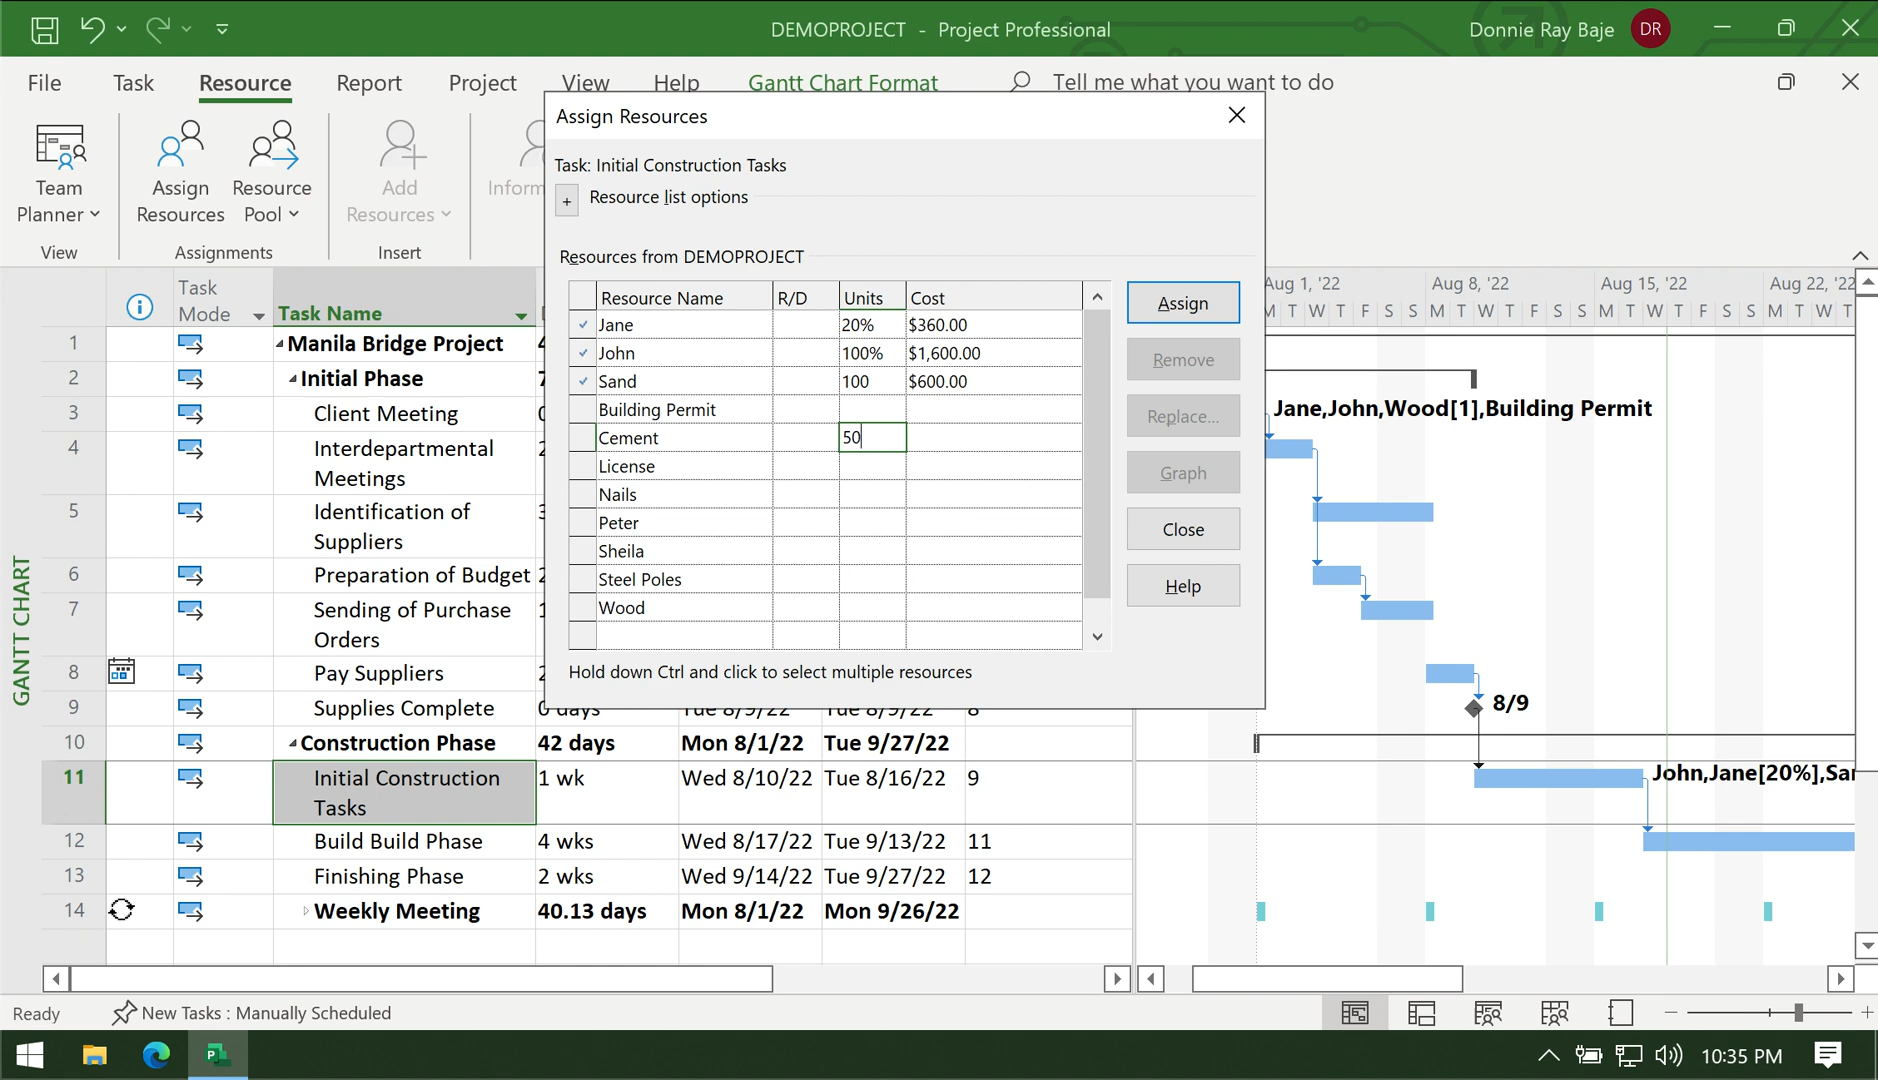 DEMOPROJECT - Project Professional
Donnie Ray Baje
DR
File Task Resource Report Project View Help Gantt Chart Format
Tell me what you want to do
Team Planner
Assign Resources
Resource Pool
Add Resources
Inform
View
Assignments
Insert
Assign Resources
Task: Initial Construction Tasks
+ Resource list options
Resources from DEMOPROJECT
Resource Name R/D Units Cost
Jane 20% $360.00
John 100% $1,600.00
Sand 100 $600.00
Building Permit
Cement 50
License
Nails
Peter
Sheila
Steel Poles
Wood
Assign
Remove
Replace...
Graph
Close
Help
Hold down Ctrl and click to select multiple resources
GANTT CHART
Task Mode
Task Name
1 Manila Bridge Project
2 Initial Phase
3 Client Meeting
4 Interdepartmental
Meetings
5 Identification of
Suppliers
6 Preparation of Budget
7 Sending of Purchase
Orders
8 Pay Suppliers
9 Supplies Complete 0 days Tue 8/9/22 Tue 8/9/22 8
10 Construction Phase 42 days Mon 8/1/22 Tue 9/27/22
11 Initial Construction 1 wk Wed 8/10/22 Tue 8/16/22 9
Tasks
12 Build Build Phase 4 wks Wed 8/17/22 Tue 9/13/22 11
13 Finishing Phase 2 wks Wed 9/14/22 Tue 9/27/22 12
14 Weekly Meeting 40.13 days Mon 8/1/22 Mon 9/26/22
Aug 1, '22 Aug 8, '22 Aug 15, '22 Aug 22, '22
M T W T F S S M T W T F S S M T W T F S S M T W T
Jane,John,Wood[1],Building Permit
8/9
John,Jane[20%],Sa
Ready
New Tasks : Manually Scheduled
10:35 PM